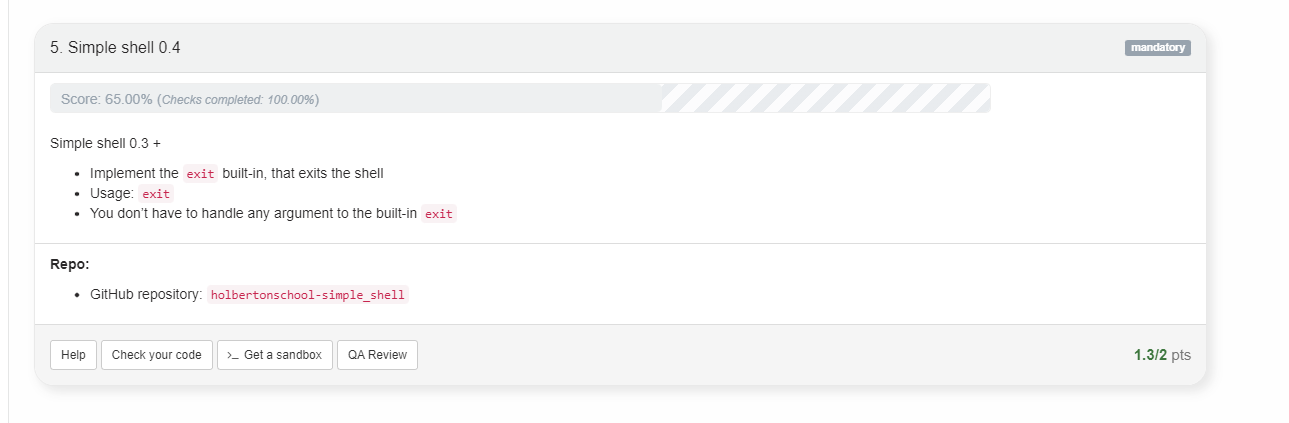 5. Simple shell 0.4
mandatory
Score: 65.00% (Checks completed: 100.00%)
Simple shell 0.3 +
• Implement the exit built-in, that exits the shell
• Usage: exit
• You don’t have to handle any argument to the built-in exit
Repo:
• GitHub repository: holbertonschool-simple_shell
Help
Check your code
>_ Get a sandbox
QA Review
1.3/2 pts